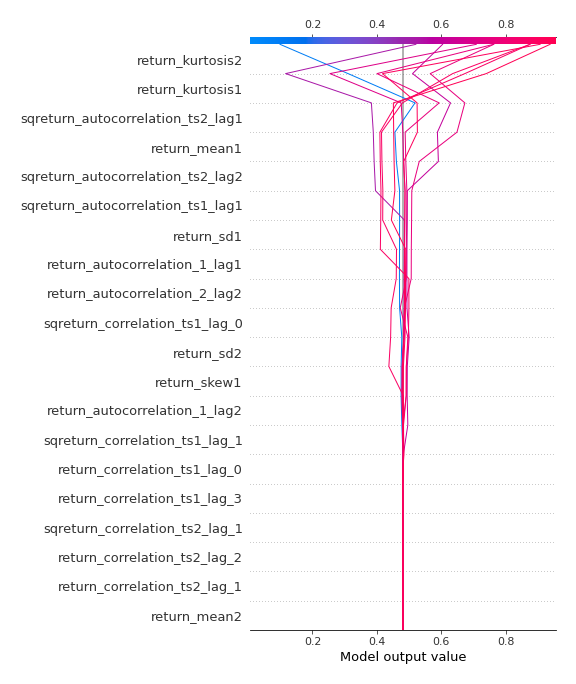 0.2 0.4 0.6 0.8
return_kurtosis2
return_kurtosis1
sqreturn_autocorrelation_ts2_lag1
return_mean1
sqreturn_autocorrelation_ts2_lag2
sqreturn_autocorrelation_ts1_lag1
return_sd1
return_autocorrelation_1_lag1
return_autocorrelation_2_lag2
sqreturn_correlation_ts1_lag_0
return_sd2
return_skew1
return_autocorrelation_1_lag2
sqreturn_correlation_ts1_lag_1
return_correlation_ts1_lag_0
return_correlation_ts1_lag_3
sqreturn_correlation_ts2_lag_1
return_correlation_ts2_lag_2
return_correlation_ts2_lag_1
return_mean2
0.2 0.4 0.6 0.8
Model output value